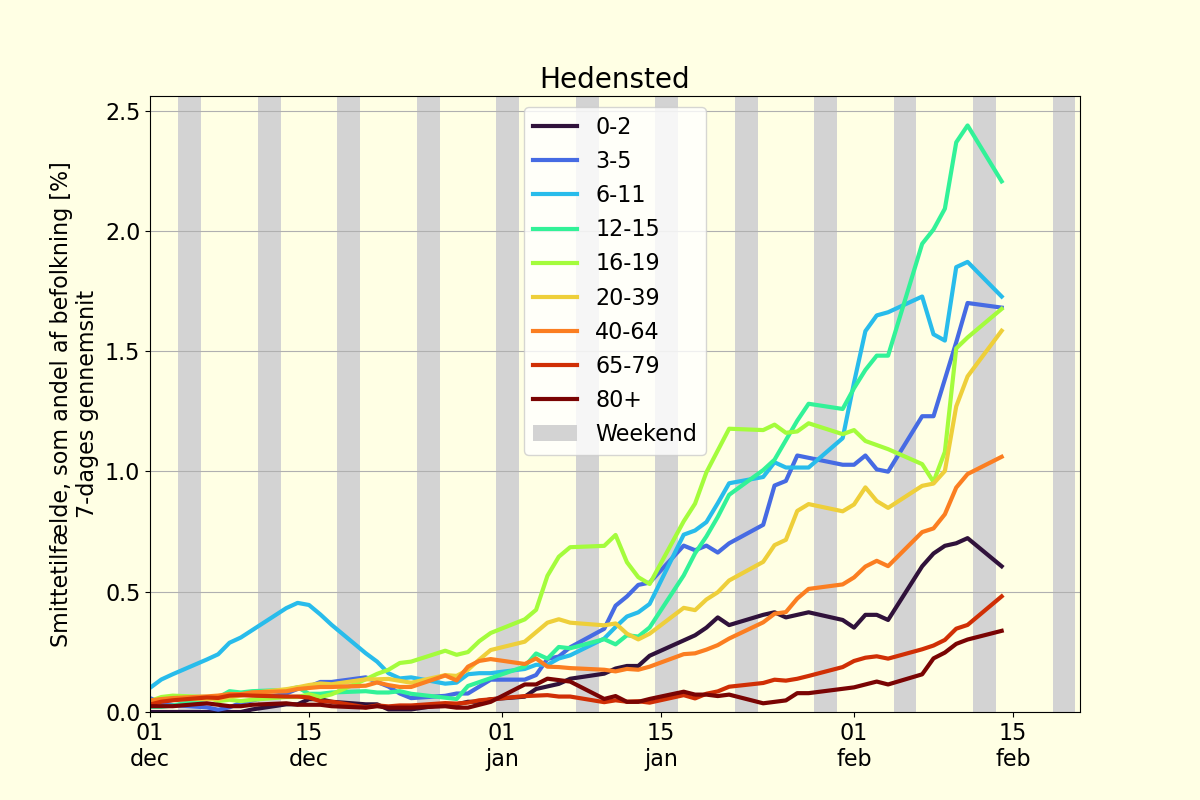 Hedensted
Smittetilfælde, som andel af befolkning [%]
7-dages gennemsnit
2.5
2.0
1.5
1.0
0.5
0.0
0-2
3-5
6-11
12-15
16-19
20-39
40-64
65-79
80+
Weekend
01
dec
15
dec
01
jan
15
jan
01
feb
15
feb